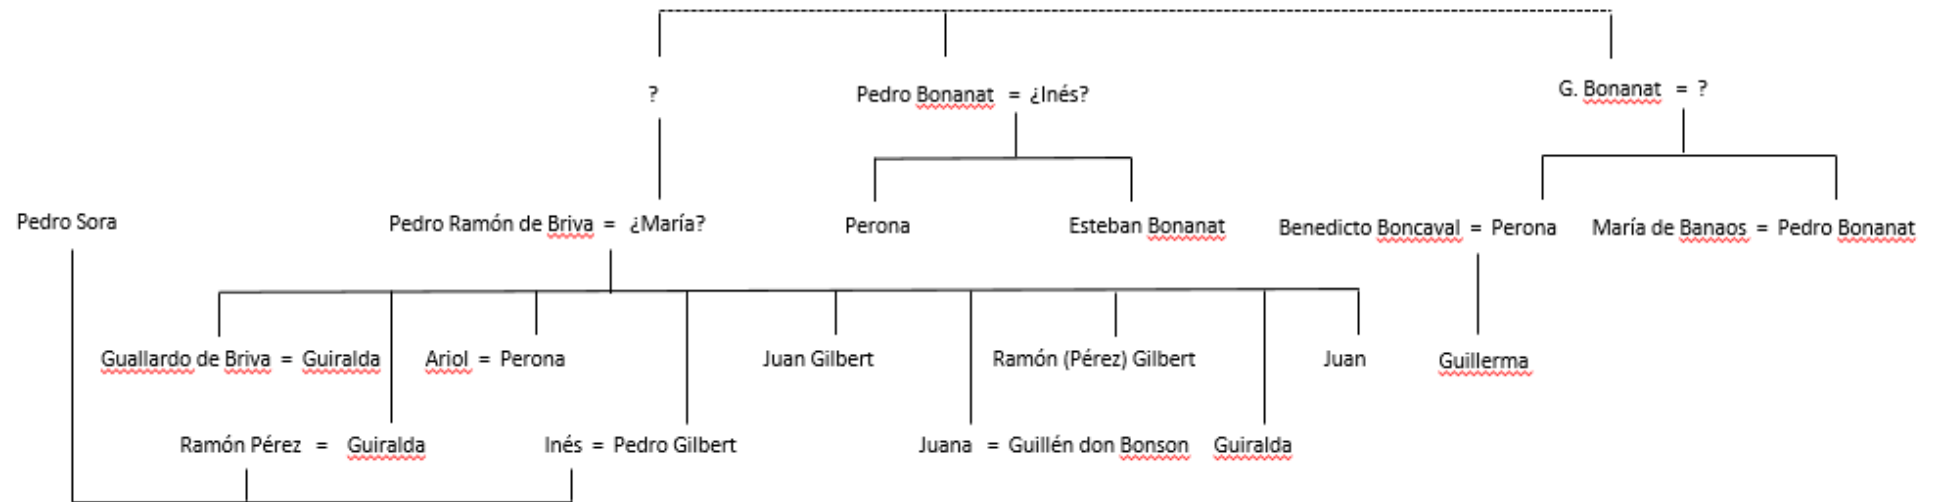 ? Pedro Bonanat = ¿Inés? G. Bonanat = ?
Pedro Sora Pedro Ramón de Briva = ¿María? Perona Esteban Bonanat Benedicto Boncaval = Perona María de Banaos = Pedro Bonanat
Guallardo de Briva = Guiralda Ariol = Perona Juan Gilbert Ramón (Pérez) Gilbert Juan Guillerma
Ramón Pérez = Guiralda Inés = Pedro Gilbert Juana = Guillén don Bonson Guiralda